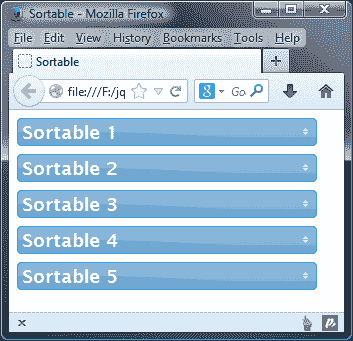 Sortable - Mozilla Firefox
File Edit View History Bookmarks Tools Help
Sortable
file:///F:/jq
Go
Sortable 1
Sortable 2
Sortable 3
Sortable 4
Sortable 5